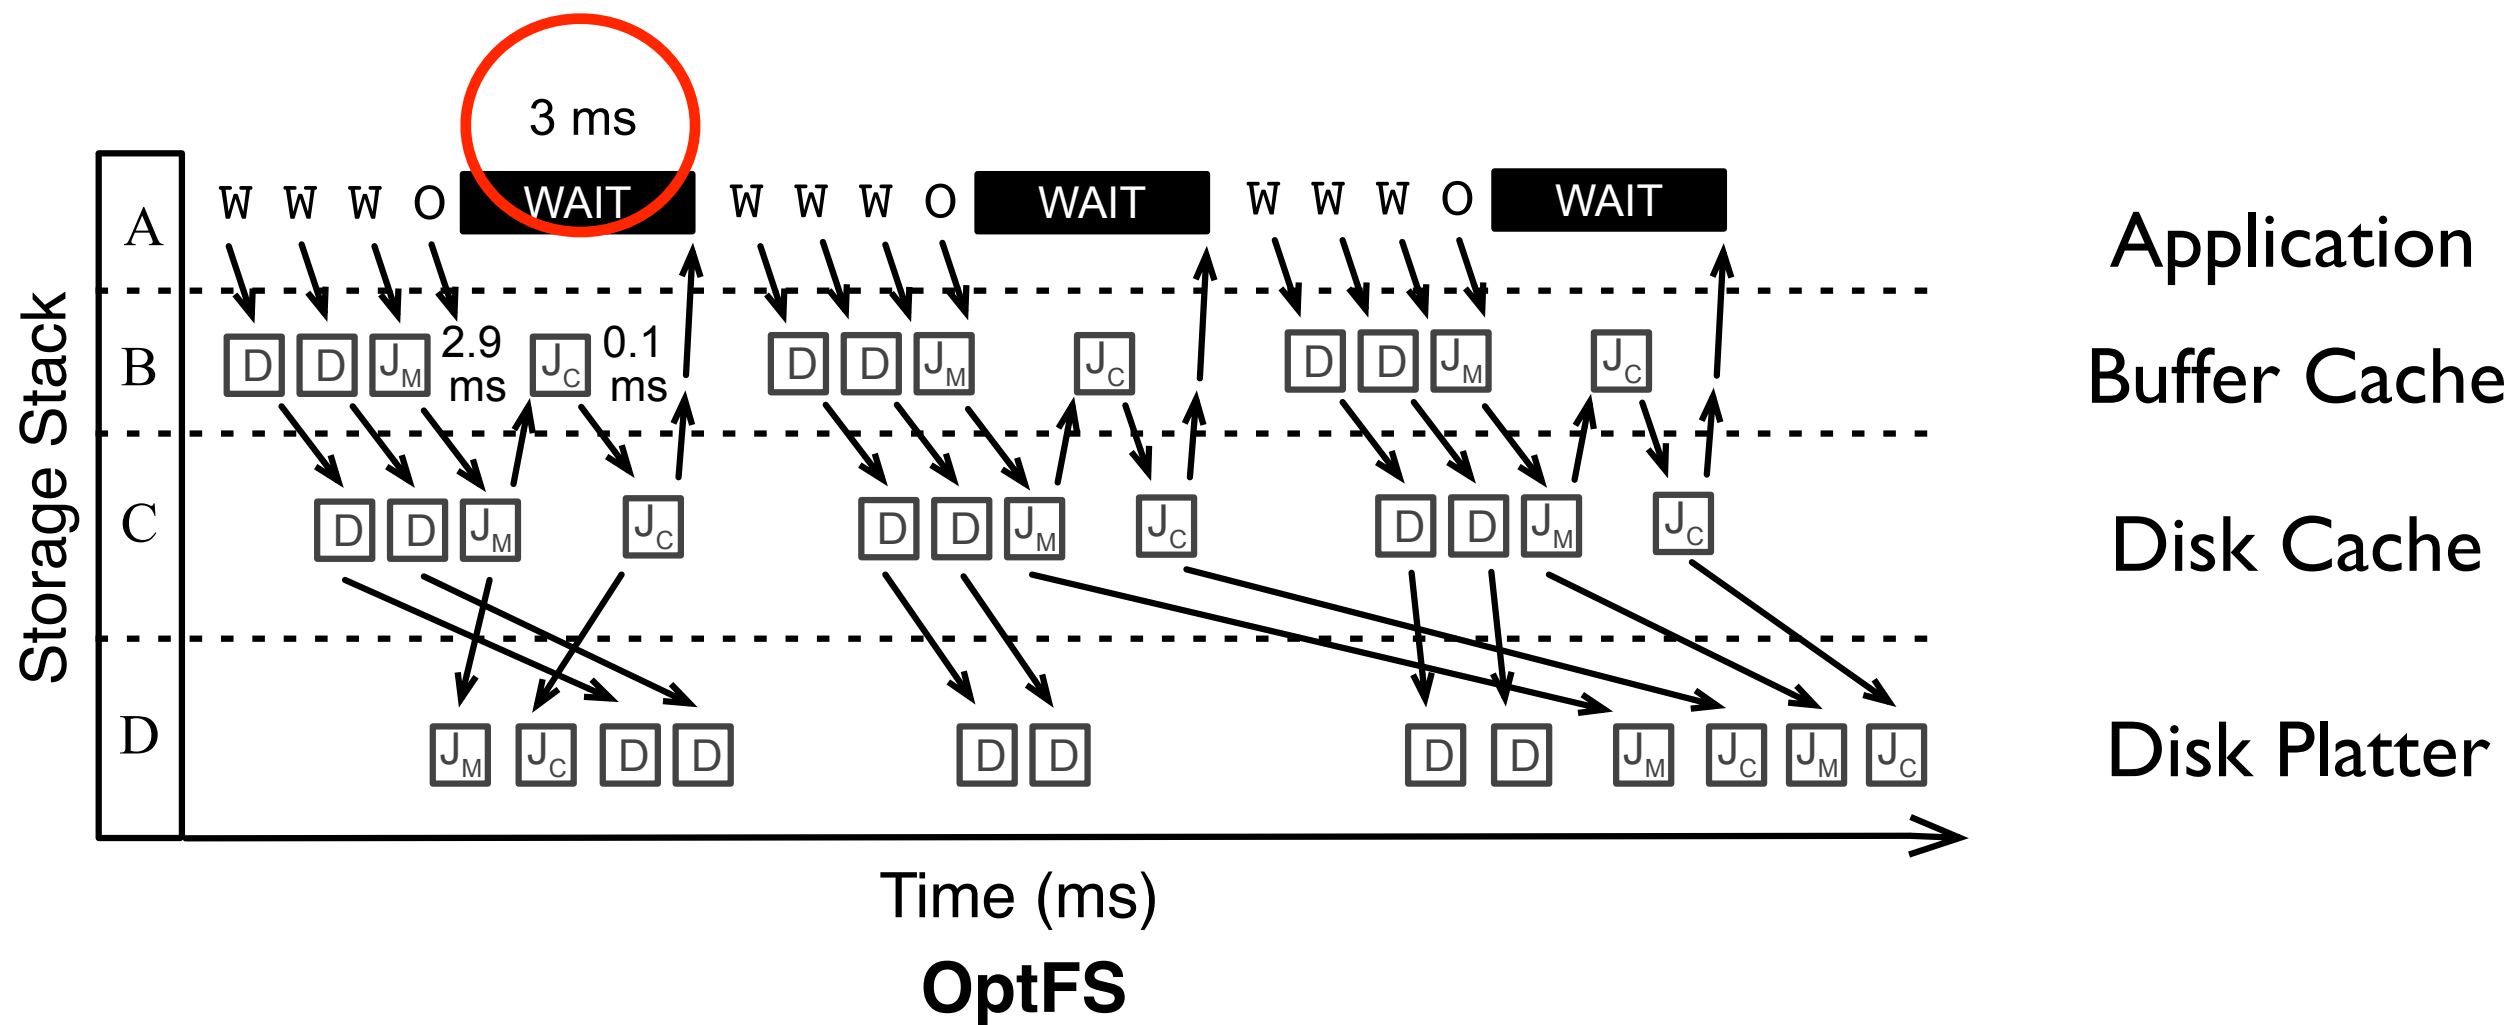 3 ms
A W W W O WAIT W W W O WAIT W W W O WAIT
Application
Storage Stack
B D D JM 2.9 ms JC 0.1 ms D D JM JC D D JM JC
Buffer Cache
C D D JM JC D D JM JC D D JM JC
Disk Cache
D JM JC D D D D D D JM JC JM JC
Disk Platter
Time (ms)
OptFS